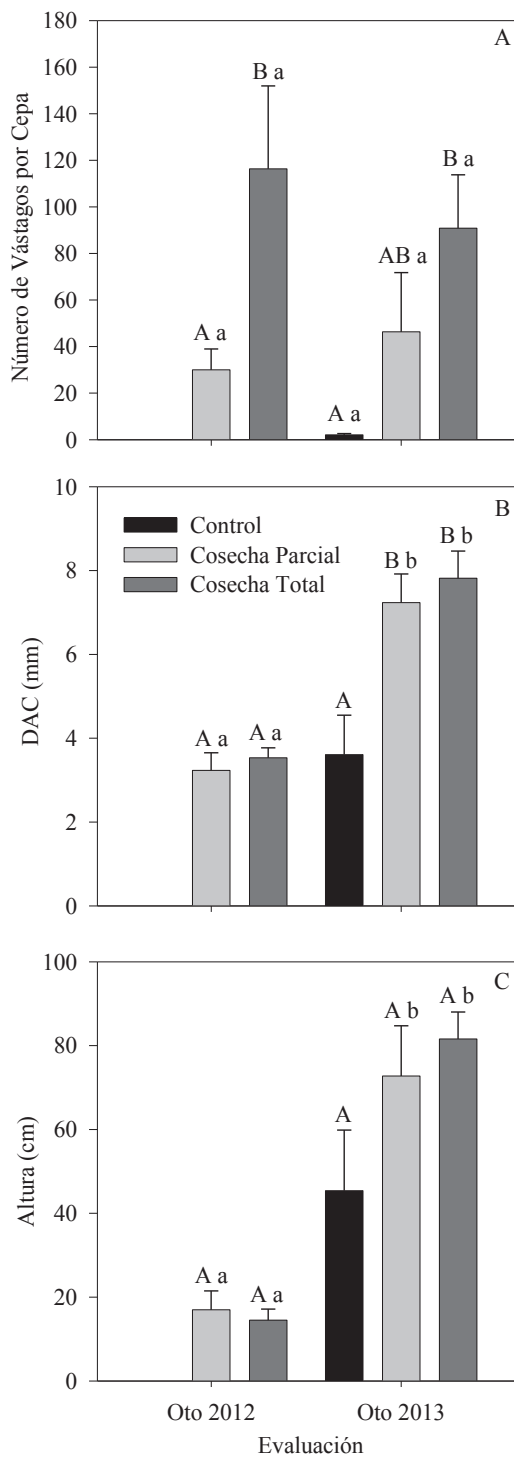 A
Número de Vástagos por Cepa
180
160
140
120
100
80
60
40
20
0
B a
A a
A a
AB a
B a
B
DAC (mm)
10
8
6
4
2
0
Control
Cosecha Parcial
Cosecha Total
A a
A a
A
B b
B b
C
Altura (cm)
100
80
60
40
20
0
A a
A a
A
A b
A b
Oto 2012
Oto 2013
Evaluación